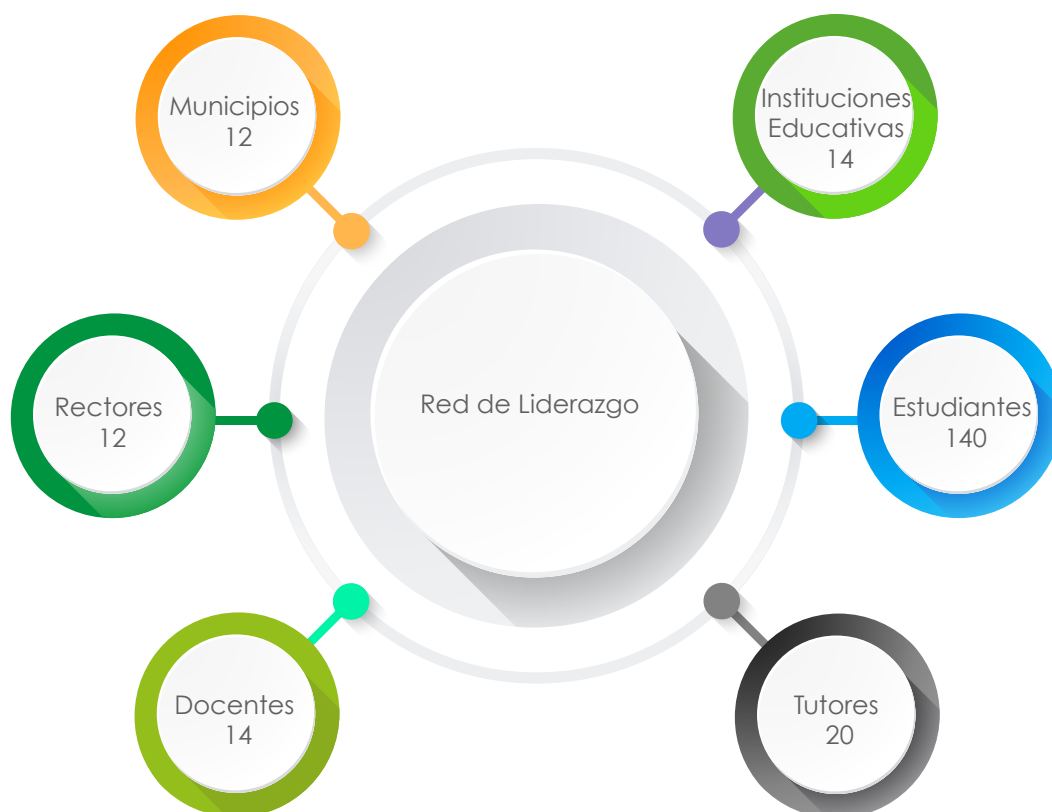 Municipios
12
Instituciones
Educativas
14
Rectores
12
Red de Liderazgo
Estudiantes
140
Docentes
14
Tutores
20